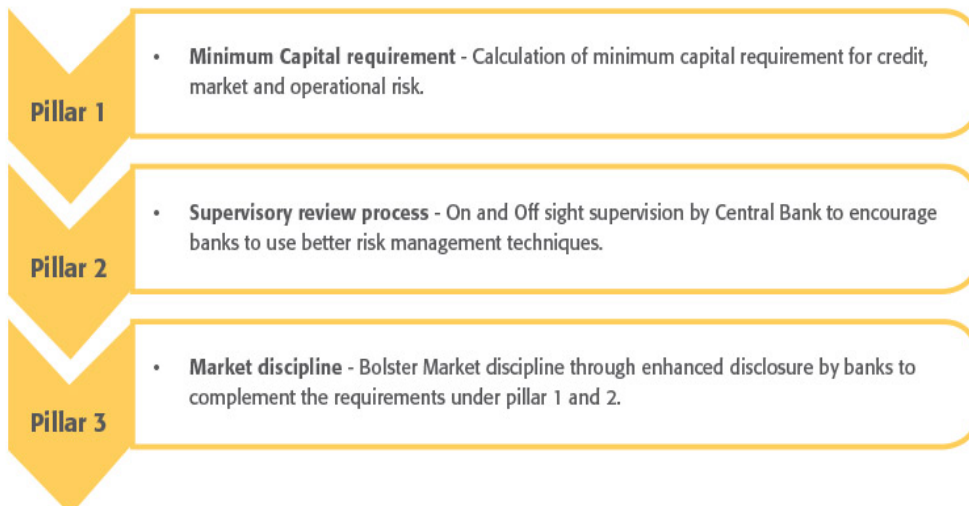 Pillar 1
• Minimum Capital requirement - Calculation of minimum capital requirement for credit,
market and operational risk.
Pillar 2
• Supervisory review process - On and Off sight supervision by Central Bank to encourage
banks to use better risk management techniques.
Pillar 3
• Market discipline - Bolster Market discipline through enhanced disclosure by banks to
complement the requirements under pillar 1 and 2.